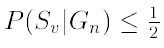 P(S_v|G_n) ≤ 1/2